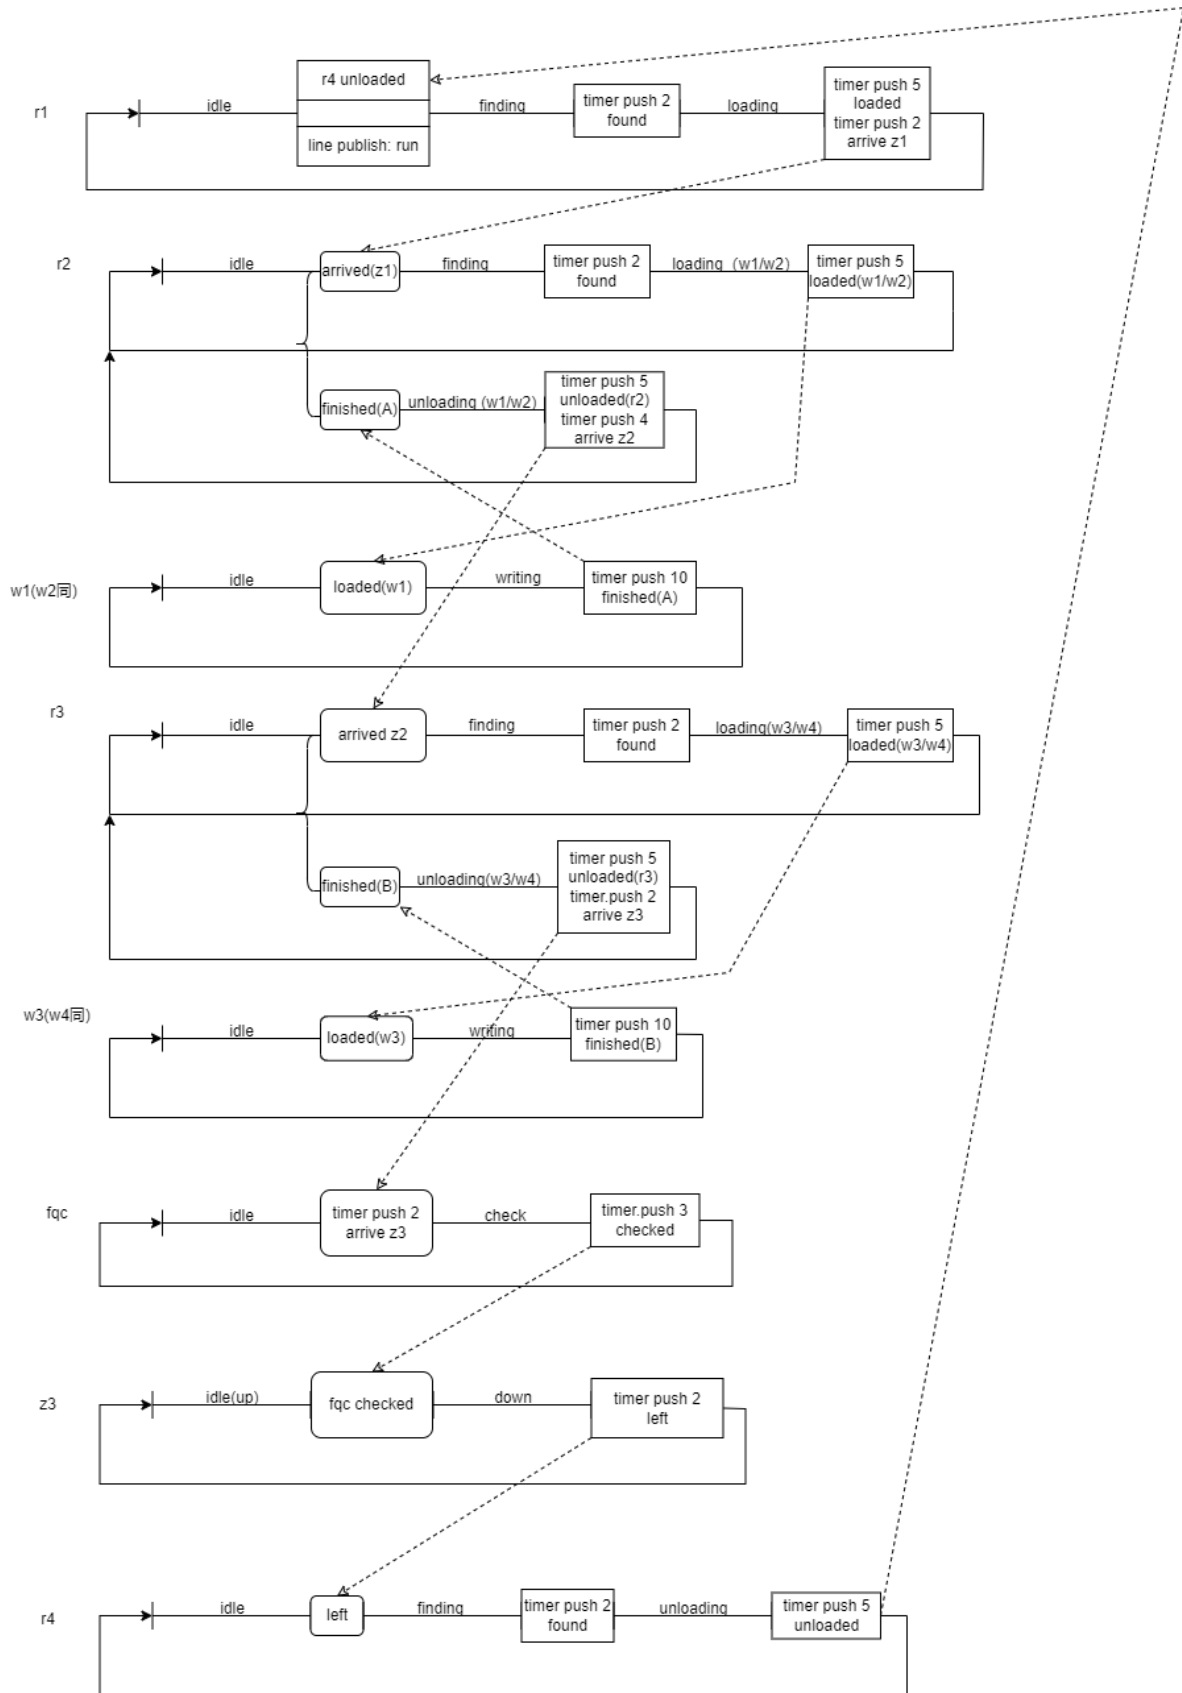 r4 unloaded
r1
idle
finding
timer push 2
found
loading
timer push 5
loaded
timer push 2
arrive z1
line publish: run
r2
idle
arrived(z1)
finding
timer push 2
found
loading（w1/w2）
timer push 5
loaded(w1/w2)
finished(A)
unloading (w1/w2)
timer push 5
unloaded(r2)
timer push 4
arrive z2
w1(w2同)
idle
loaded(w1)
writing
timer push 10
finished(A)
r3
idle
arrived z2
finding
timer push 2
found
loading(w3/w4)
timer push 5
loaded(w3/w4)
finished(B)
unloading(w3/w4)
timer push 5
unloaded(r3)
timer.push 2
arrive z3
w3(w4同)
idle
loaded(w3)
writing
timer push 10
finished(B)
fqc
idle
timer push 2
arrive z3
check
timer.push 3
checked
z3
idle(up)
fqc checked
down
timer push 2
left
r4
idle
left
finding
timer push 2
found
unloading
timer push 5
unloaded